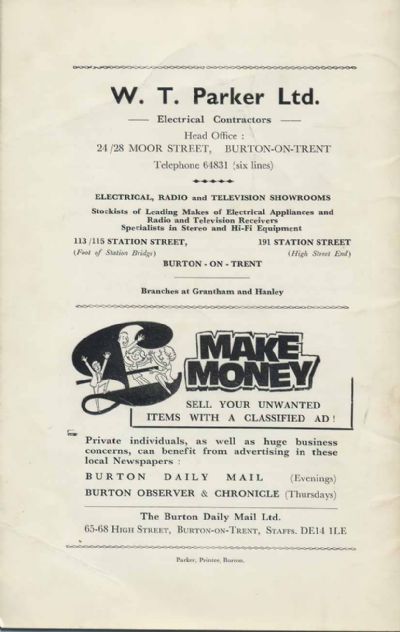 W. T. Parker Ltd.
Electrical Contractors
Head Office :
24/28 MOOR STREET, BURTON-ON-TRENT
Telephone 64831 (six lines)
ELECTRICAL, RADIO and TELEVISION SHOWROOMS
Stockists of Leading Makes of Electrical Appliances and
Radio and Television Receivers
Specialists in Stereo and Hi-Fi Equipment
113/115 STATION STREET, 191 STATION STREET
(Foot of Station Bridge) (High Street End)
BURTON - ON - TRENT
Branches at Grantham and Hanley
MAKE
MONEY
SELL YOUR UNWANTED
ITEMS WITH A CLASSIFIED AD!
Private individuals, as well as huge business
concerns, can benefit from advertising in these
local Newspapers :
BURTON DAILY MAIL (Evenings)
BURTON OBSERVER & CHRONICLE (Thursdays)
The Burton Daily Mail Ltd.
65-68 HIGH STREET, BURTON-ON-TRENT, STAFFS. DE14 1LE
Parker, Printer, Burton.